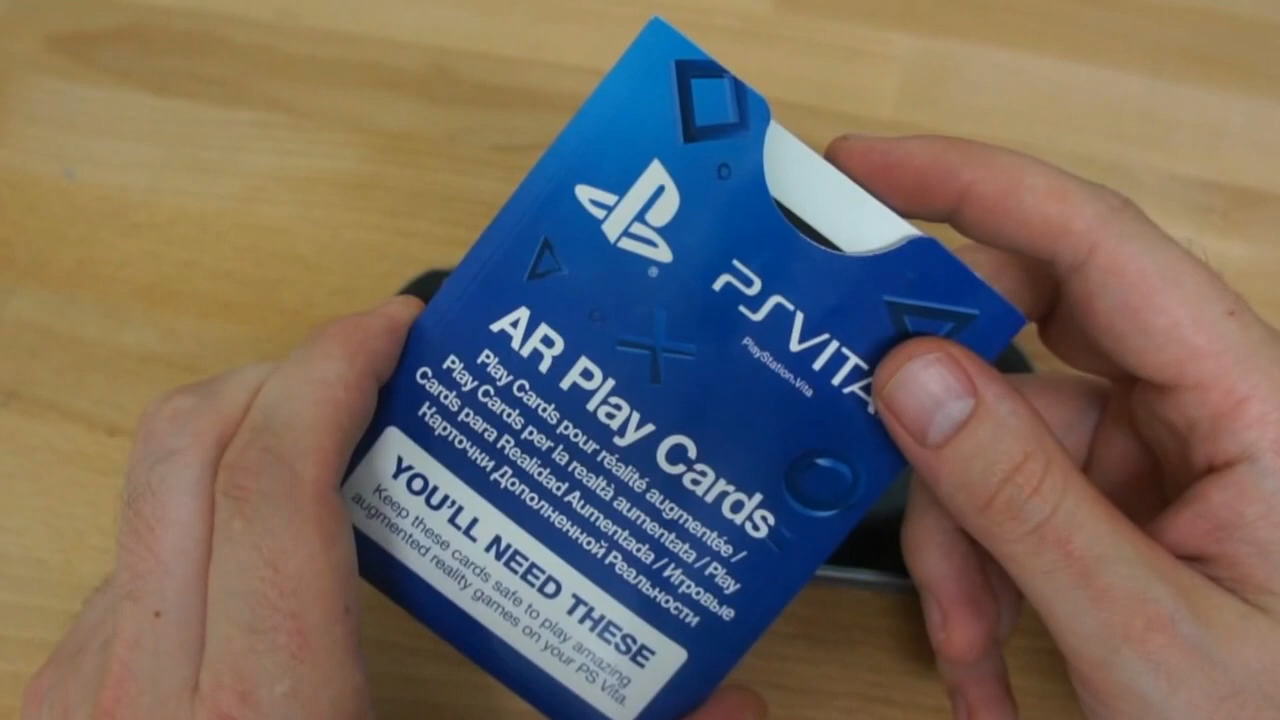 PSVITA
PlayStation.Vita
AR Play Cards
Play Cards pour réalité augmentée /
Play Cards per la realtà aumentata / Play
Cards para Realidad Aumentada / Игровые
Карточки Дополненной Реальности
YOU'LL NEED THESE
Keep these cards safe to play amazing
augmented reality games on your PS Vita.